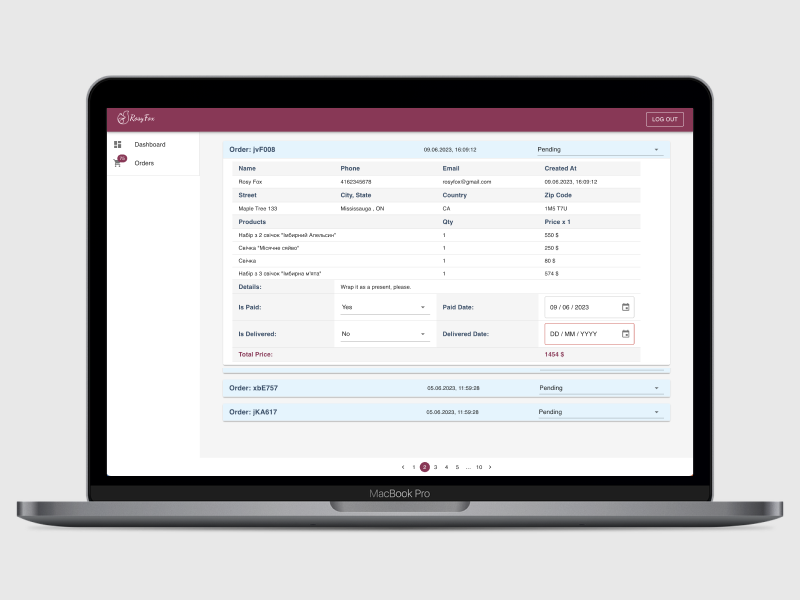 Rosy Fox
LOG OUT
Dashboard
Orders
Order: jvF008 09.06.2023, 16:09:12 Pending
Name Phone Email Created At
Rosy Fox 4162345678 rosyfox@gmail.com 09.06.2023, 16:09:12
Street City, State Country Zip Code
Maple Tree 133 Mississauga , ON CA 1M5 T7U
Products Qty Price x 1
Набір з 2 свічок "Імбирний Апельсин" 1 550 $
Свічка "Місячне сяйво" 1 250 $
Свічка 1 80 $
Набір з 3 свічок "Імбирна м'ята" 1 574 $
Details: Wrap it as a present, please.
Is Paid: Yes Paid Date: 09 / 06 / 2023
Is Delivered: No Delivered Date: DD / MM / YYYY
Total Price: 1454 $
Order: xbE757 05.06.2023, 11:59:28 Pending
Order: jKA617 05.06.2023, 11:59:28 Pending
‹ 1 2 3 4 5 ... 10 ›
MacBook Pro